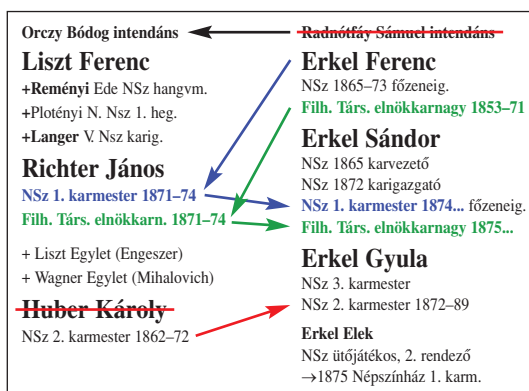 Orczy Bódog intendáns
Liszt Ferenc
+Reményi Ede NSz hangvm.
+Plotényi N. Nsz 1. heg.
+Langer V. Nsz karig.
Richter János
NSz 1. karmester 1871–74
Filh. Társ. elnökkarn. 1871–74
+ Liszt Egylet (Engeszer)
+ Wagner Egylet (Mihalovich)
Huber Károly
NSz 2. karmester 1862–72
Radnótfáy Sámuel intendáns
Erkel Ferenc
NSz 1865–73 főzeneig.
Filh. Társ. elnökkarnagy 1853–71
Erkel Sándor
NSz 1865 karvezető
NSz 1872 karigazgató
NSz 1. karmester 1874... főzeneig.
Filh. Társ. elnökkarnagy 1875...
Erkel Gyula
NSz 3. karmester
NSz 2. karmester 1872–89
Erkel Elek
NSz ütőjátékos, 2. rendező
→1875 Népszínház 1. karm.